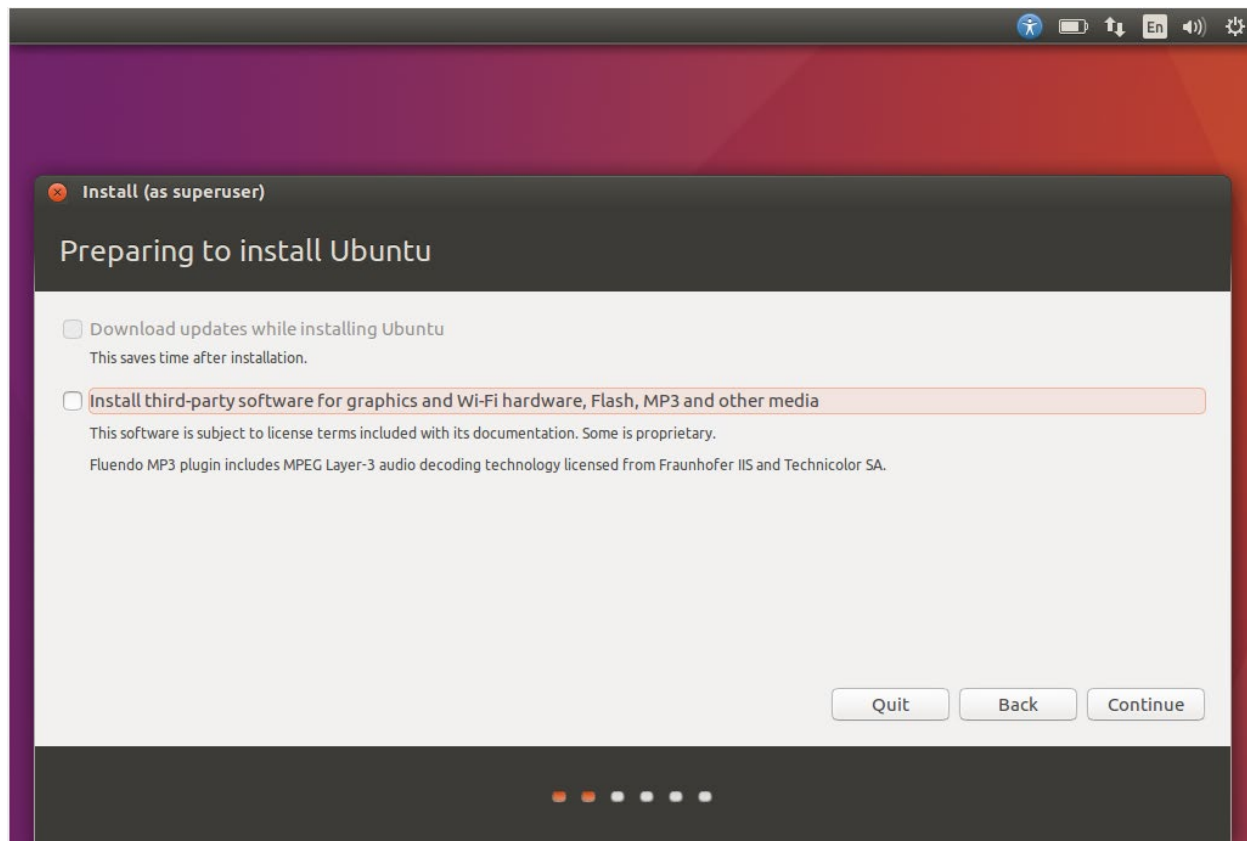 En
Install (as superuser)
Preparing to install Ubuntu
Download updates while installing Ubuntu
This saves time after installation.
Install third-party software for graphics and Wi-Fi hardware, Flash, MP3 and other media
This software is subject to license terms included with its documentation. Some is proprietary.
Fluendo MP3 plugin includes MPEG Layer-3 audio decoding technology licensed from Fraunhofer IIS and Technicolor SA.
Quit Back Continue